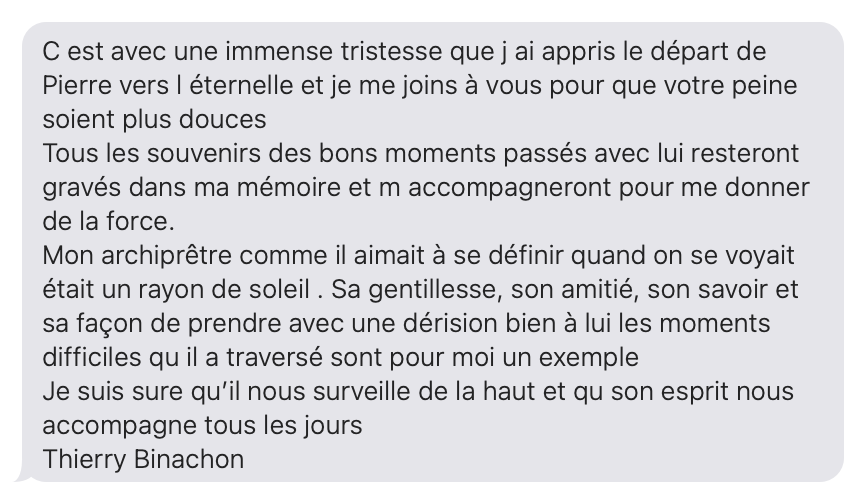 C est avec une immense tristesse que j ai appris le départ de
Pierre vers l éternelle et je me joins à vous pour que votre peine
soient plus douces
Tous les souvenirs des bons moments passés avec lui resteront
gravés dans ma mémoire et m accompagneront pour me donner
de la force.
Mon archiprêtre comme il aimait à se définir quand on se voyait
était un rayon de soleil . Sa gentillesse, son amitié, son savoir et
sa façon de prendre avec une dérision bien à lui les moments
difficiles qu il a traversé sont pour moi un exemple
Je suis sure qu’il nous surveille de la haut et qu son esprit nous
accompagne tous les jours
Thierry Binachon